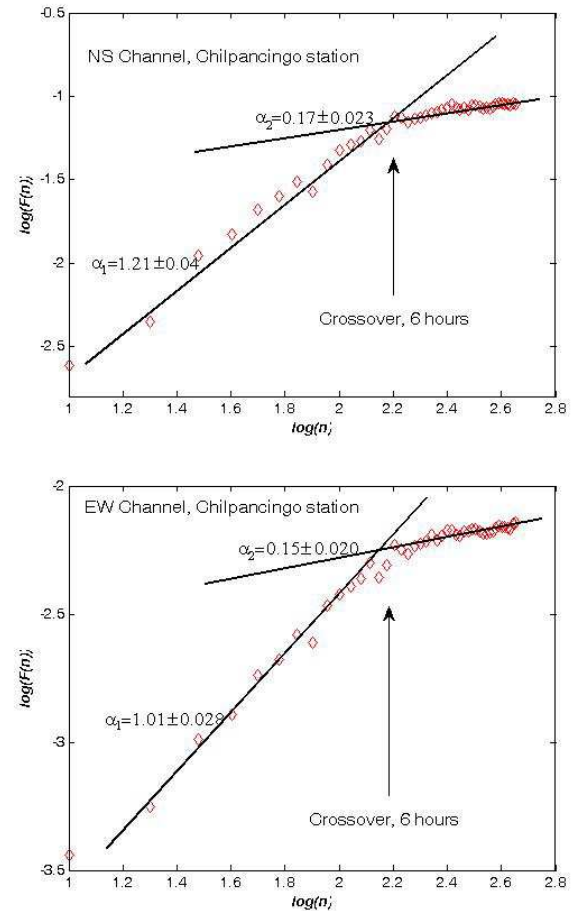 -0.5
NS Channel, Chilpancingo station
-1
α2=0.17±0.023
-1.5
log(F(n)
α1=1.21±0.04
-2
Crossover, 6 hours
-2.5
1 1.2 1.4 1.6 1.8 2 2.2 2.4 2.6 2.8
log(n)
-2
EW Channel, Chilpancingo station
α2=0.15±0.020
-2.5
log(F(n)
α1=1.01±0.028
-3
Crossover, 6 hours
-3.5
1 1.2 1.4 1.6 1.8 2 2.2 2.4 2.6 2.8
log(n)